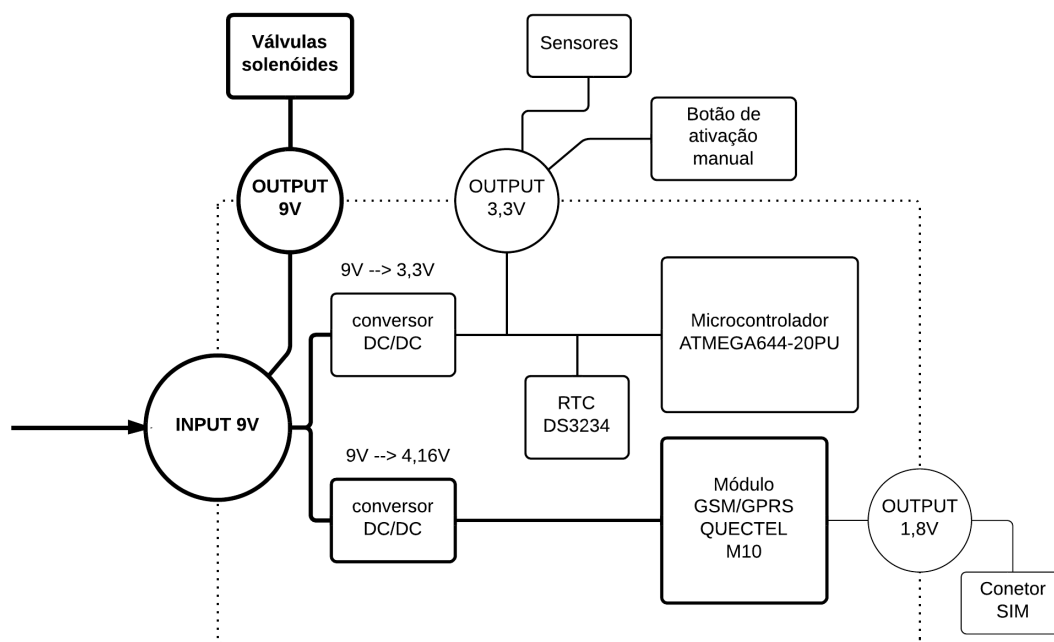 Válvulas
solenóides
Sensores
Botão de
ativação
manual
OUTPUT
9V
OUTPUT
3,3V
9V --> 3,3V
conversor
DC/DC
Microcontrolador
ATMEGA644-20PU
INPUT 9V
RTC
DS3234
9V --> 4,16V
conversor
DC/DC
Módulo
GSM/GPRS
QUECTEL
M10
OUTPUT
1,8V
Conetor
SIM